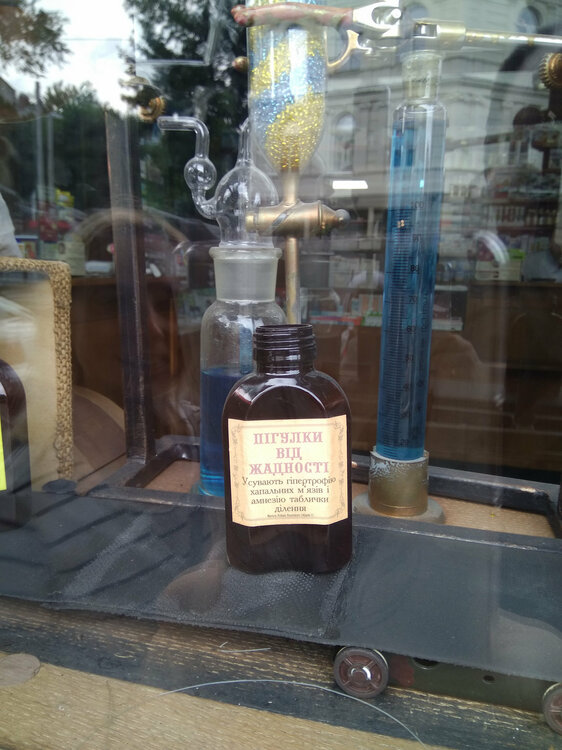 ПІГУЛКИ
ВІД
ЖАДНОСТІ
Усувають гіпертрофію
хапальних м'язів і
амнезію таблички
ділення